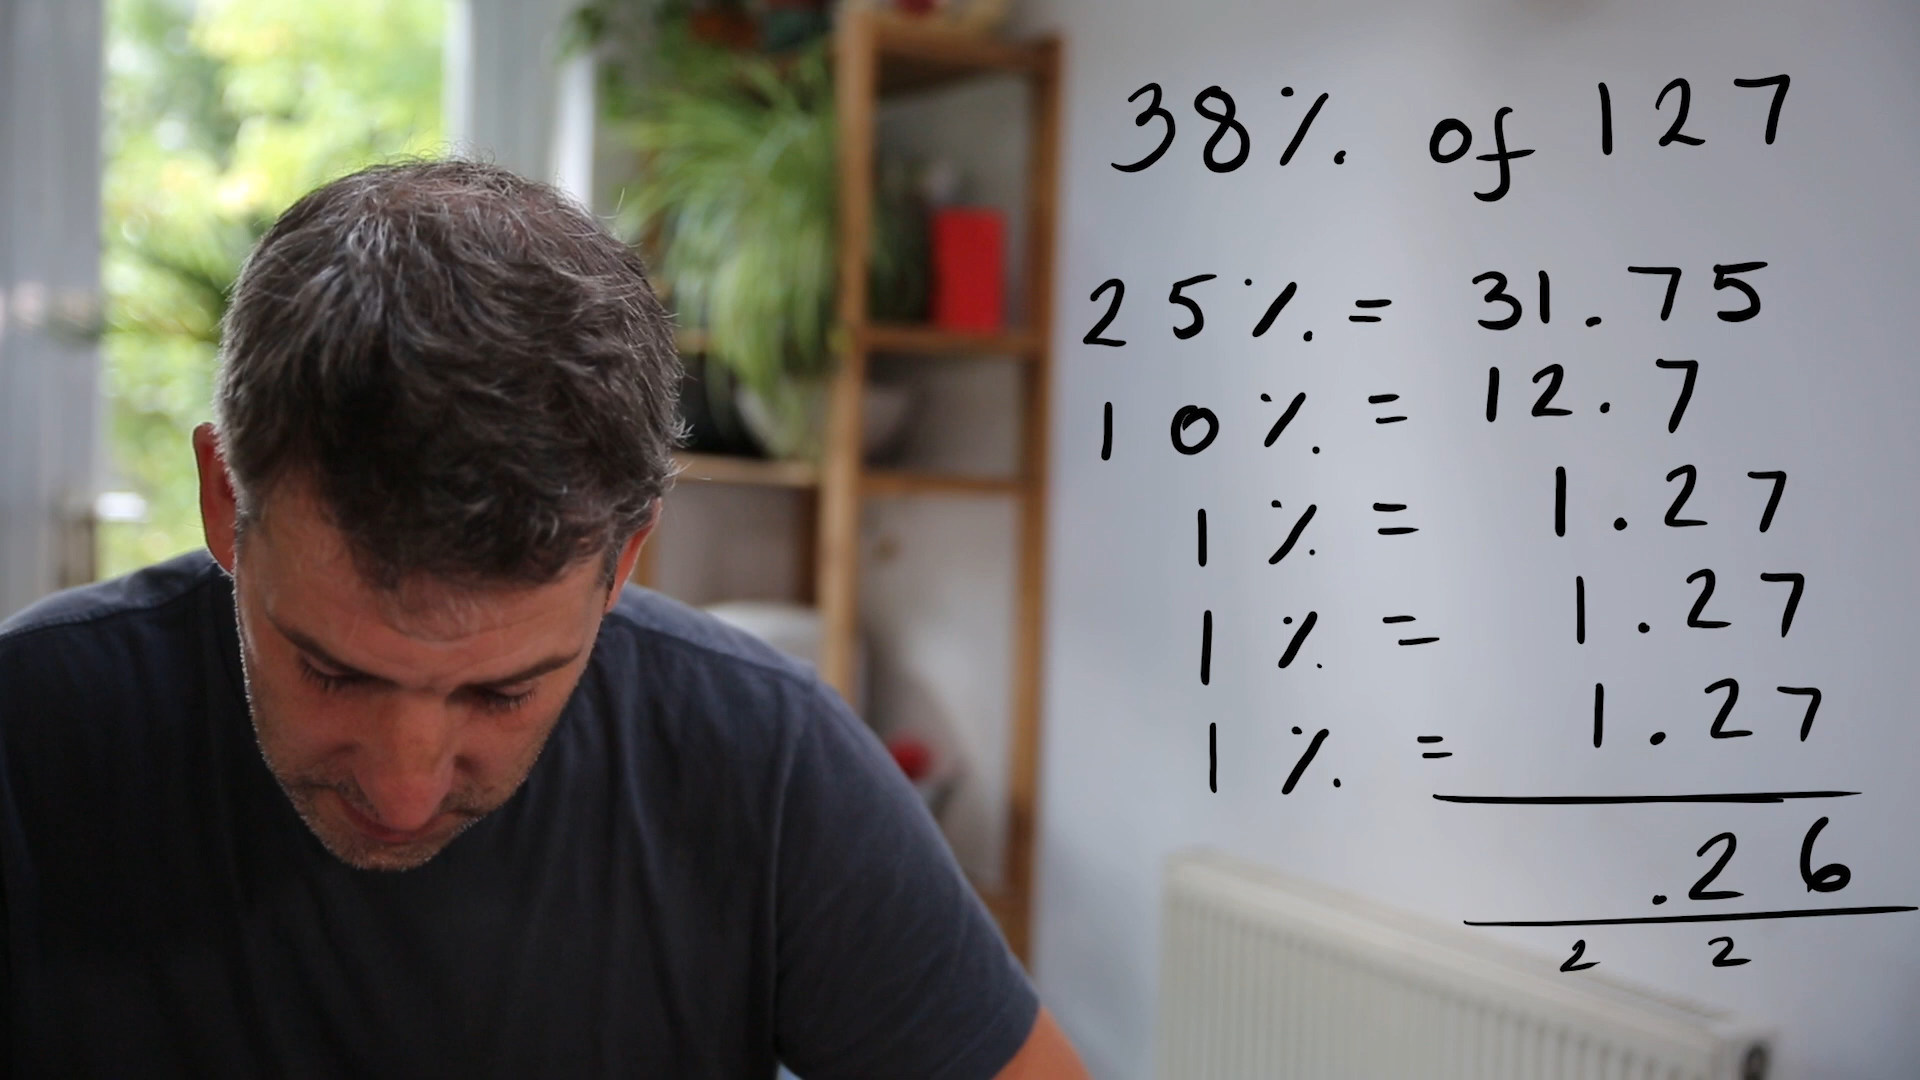 38% of 127
25% = 31.75
10% = 12.7
1% = 1.27
1% = 1.27
1% = 1.27
.26
2 2